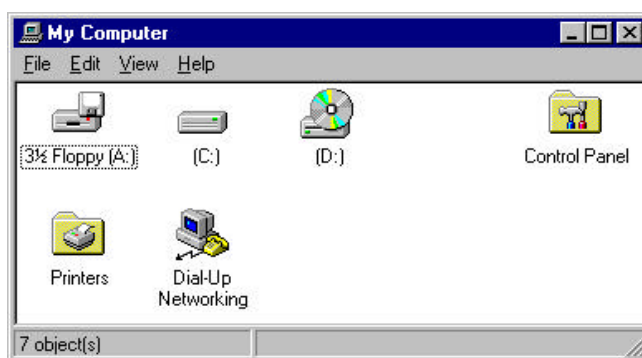 My Computer
File Edit View Help
3½ Floppy (A:) (C:) (D:) Control Panel
Printers Dial-Up
Networking
7 object(s)